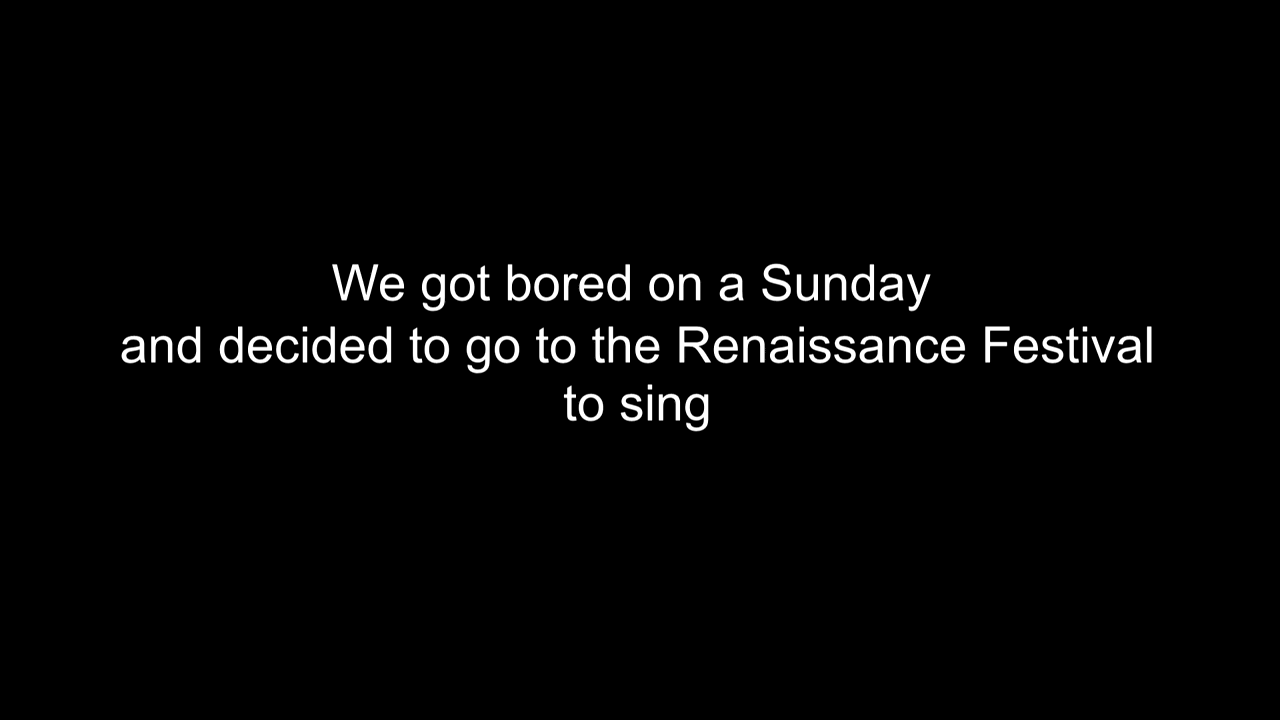 We got bored on a Sunday
and decided to go to the Renaissance Festival
to sing